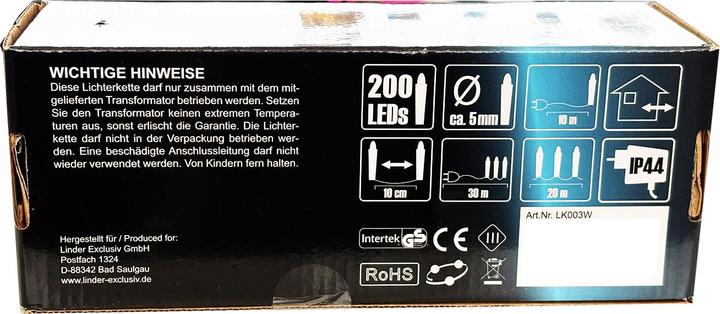 WICHTIGE HINWEISE
Diese Lichterkette darf nur zusammen mit dem mit-
gelieferten Transformator betrieben werden. Setzen
Sie den Transformator keinen extremen Tempera-
turen aus, sonst erlischt die Garantie. Die Lichter-
kette darf nicht in der Verpackung betrieben wer-
den. Eine beschädigte Anschlussleitung darf nicht
wieder verwendet werden. Von Kindern fern halten.
Hergestellt für / Produced for:
Linder Exclusiv GmbH
Postfach 1324
D-88342 Bad Saulgau
www.linder-exclusiv.de
200
LEDs
ca. 5mm
10 m
10 cm
30 m
20 m
IP44
Intertek GS CE III
RoHS
Art.Nr. LK003W